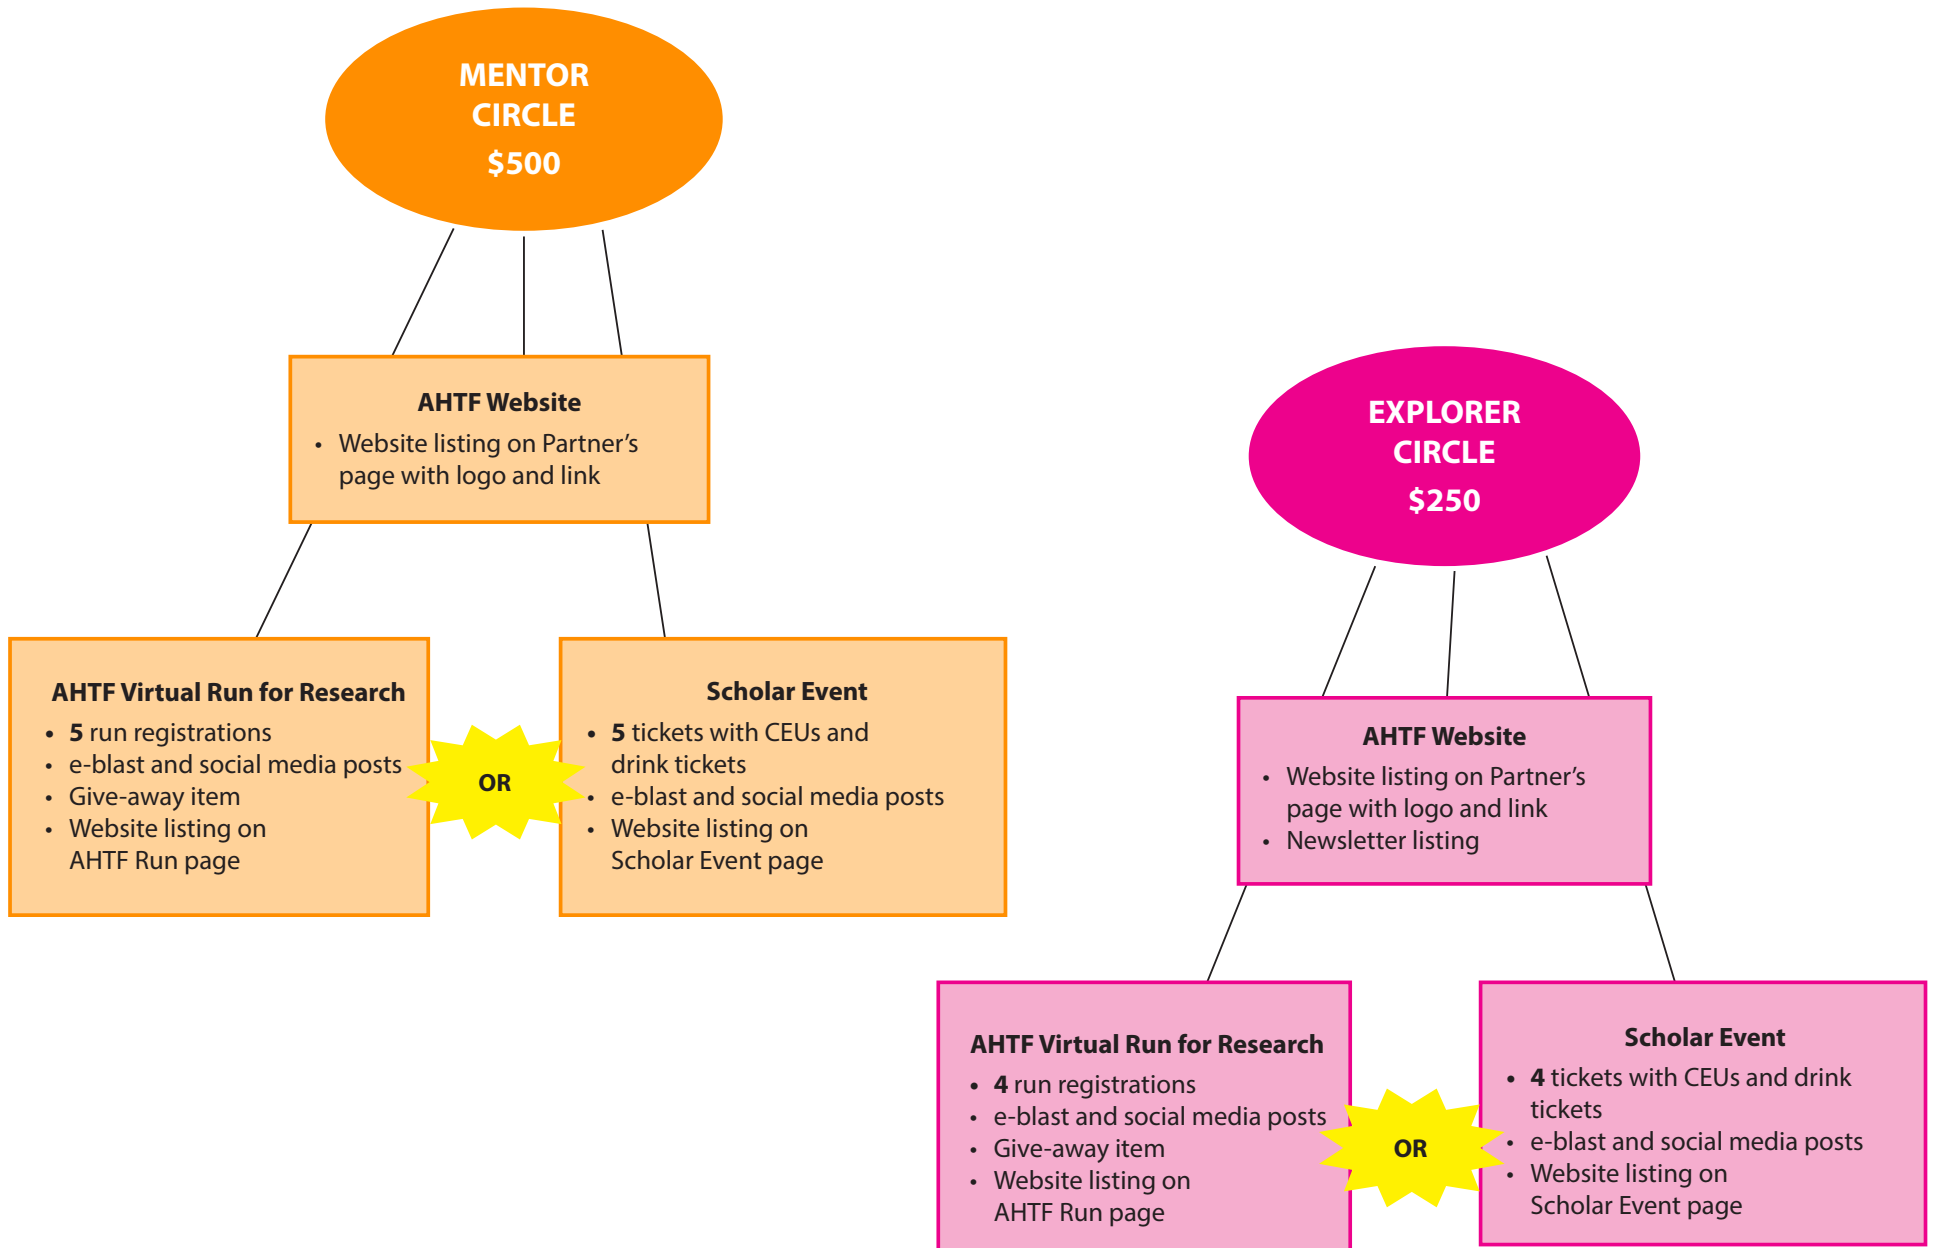 MENTOR
CIRCLE
$500
AHTF Website
• Website listing on Partner’s
page with logo and link
AHTF Virtual Run for Research
• 5 run registrations
• e-blast and social media posts
• Give-away item
• Website listing on
AHTF Run page
OR
Scholar Event
• 5 tickets with CEUs and
drink tickets
• e-blast and social media posts
• Website listing on
Scholar Event page
EXPLORER
CIRCLE
$250
AHTF Website
• Website listing on Partner’s
page with logo and link
• Newsletter listing
AHTF Virtual Run for Research
• 4 run registrations
• e-blast and social media posts
• Give-away item
• Website listing on
AHTF Run page
OR
Scholar Event
• 4 tickets with CEUs and drink
tickets
• e-blast and social media posts
• Website listing on
Scholar Event page